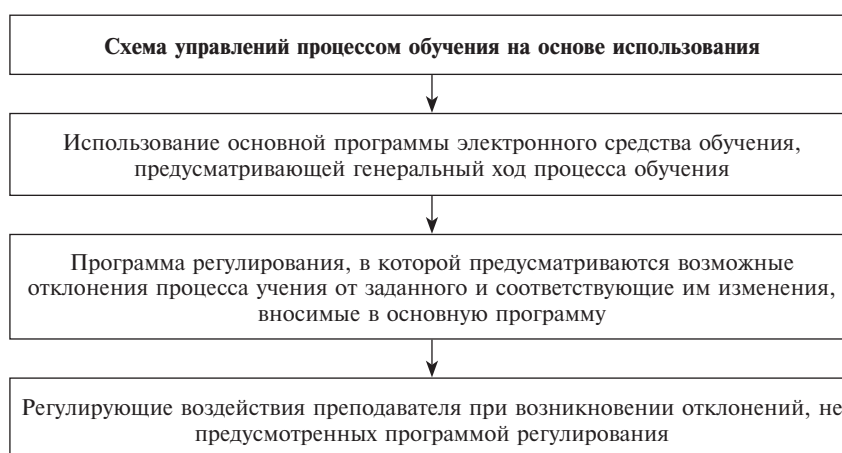 Схема управлений процессом обучения на основе использования
Использование основной программы электронного средства обучения,
предусматривающей генеральный ход процесса обучения
Программа регулирования, в которой предусматриваются возможные
отклонения процесса учения от заданного и соответствующие им изменения,
вносимые в основную программу
Регулирующие воздействия преподавателя при возникновении отклонений, не
предусмотренных программой регулирования